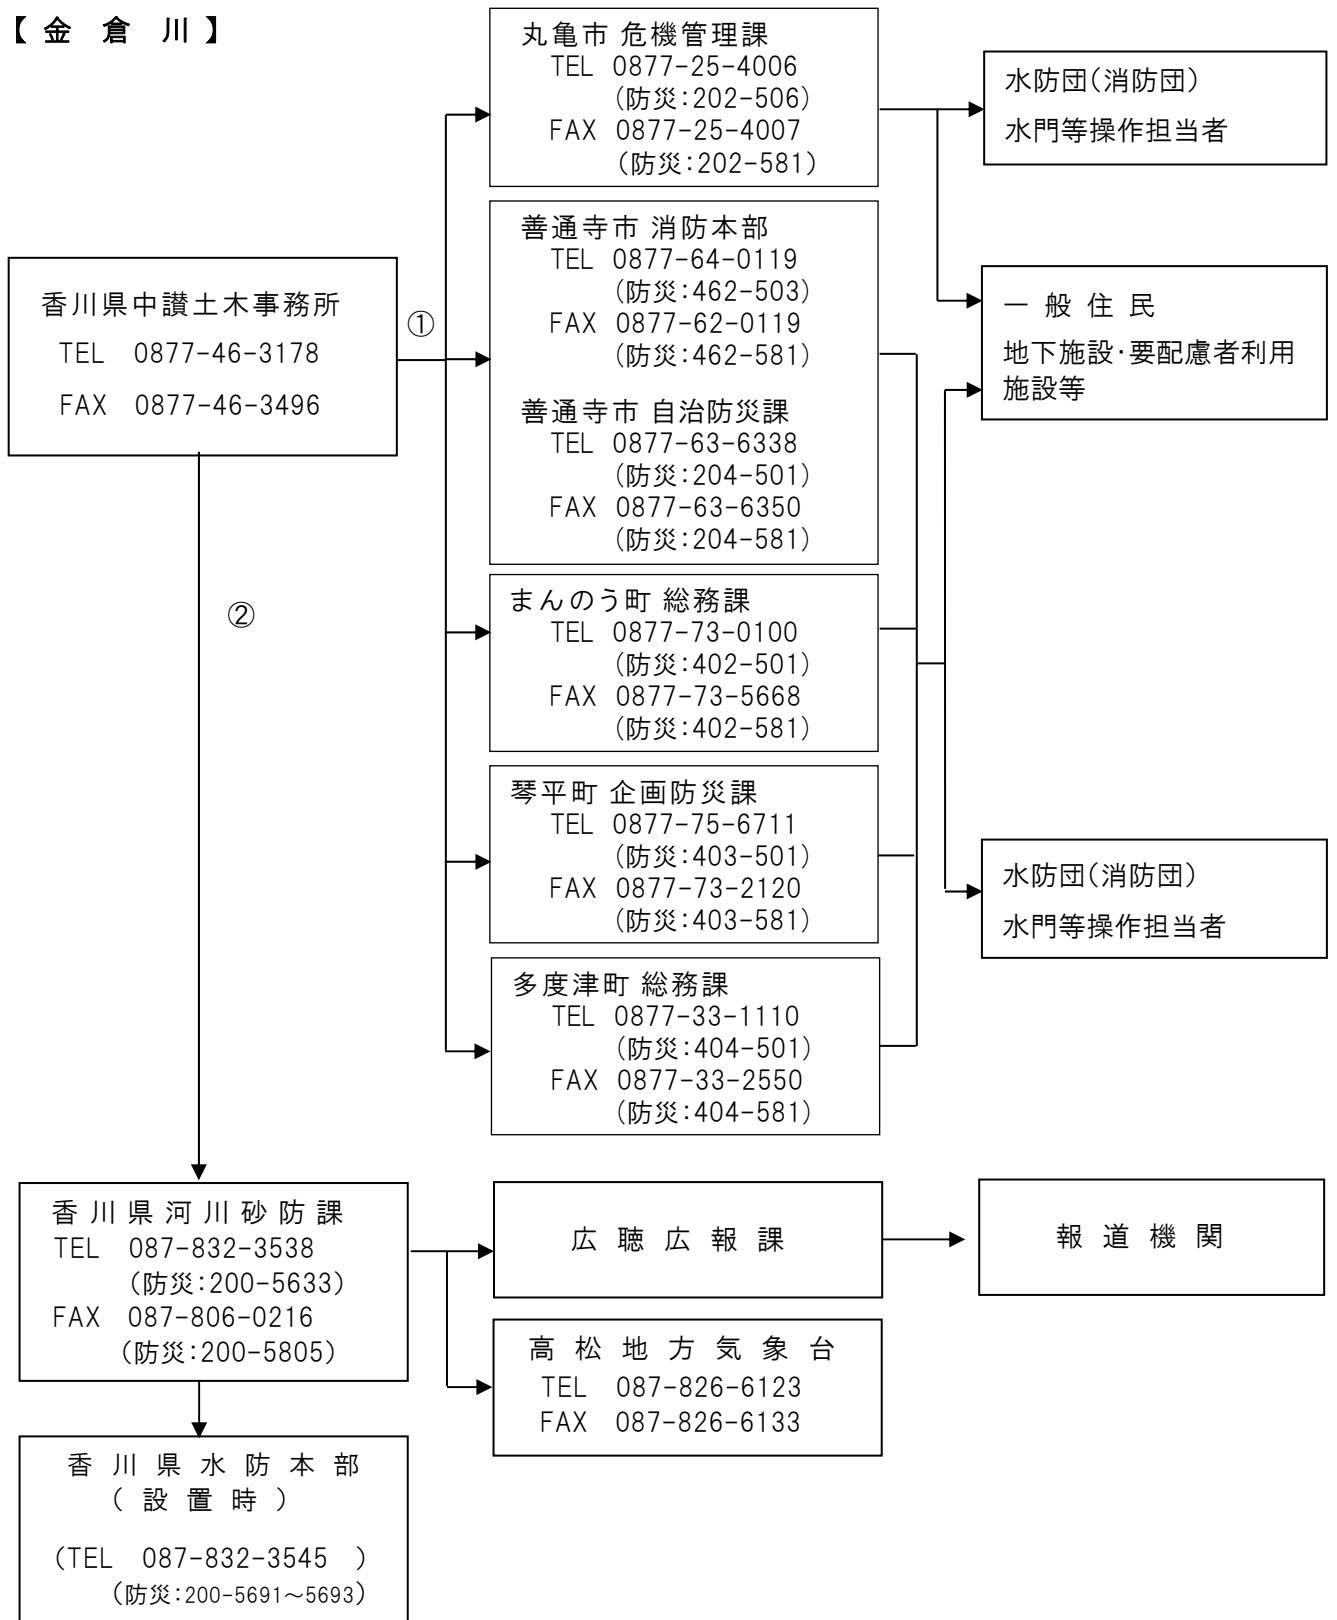 【金倉川】
丸亀市 危機管理課
TEL 0877-25-4006
(防災:202-506)
FAX 0877-25-4007
(防災:202-581)
水防団(消防団)
水門等操作担当者
善通寺市 消防本部
TEL 0877-64-0119
(防災:462-503)
FAX 0877-62-0119
(防災:462-581)
善通寺市 自治防災課
TEL 0877-63-6338
(防災:204-501)
FAX 0877-63-6350
(防災:204-581)
香川県中讃土木事務所
TEL 0877-46-3178
FAX 0877-46-3496
①
②
一般住民
地下施設・要配慮者利用
施設等
まんのう町 総務課
TEL 0877-73-0100
(防災:402-501)
FAX 0877-73-5668
(防災:402-581)
琴平町 企画防災課
TEL 0877-75-6711
(防災:403-501)
FAX 0877-73-2120
(防災:403-581)
水防団(消防団)
水門等操作担当者
多度津町 総務課
TEL 0877-33-1110
(防災:404-501)
FAX 0877-33-2550
(防災:404-581)
香川県河川砂防課
TEL 087-832-3538
(防災:200-5633)
FAX 087-806-0216
(防災:200-5805)
広聴広報課
報道機関
高松地方気象台
TEL 087-826-6123
FAX 087-826-6133
香川県水防本部
(設置時)
(TEL 087-832-3545 )
(防災:200-5691～5693)